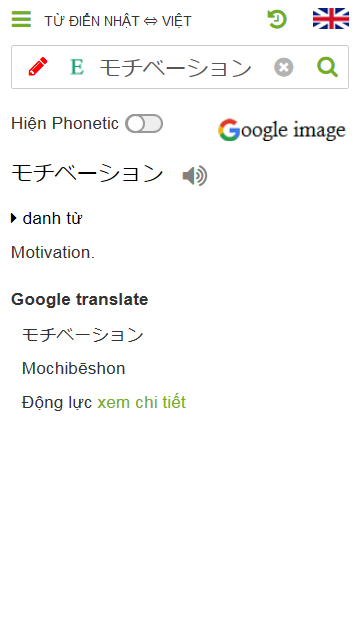 TỪ ĐIỂN NHẬT ⇔ VIỆT
E モチベーション
Hiện Phonetic
Google image
モチベーション
danh từ
Motivation.
Google translate
モチベーション
Mochibēshon
Động lực xem chi tiết